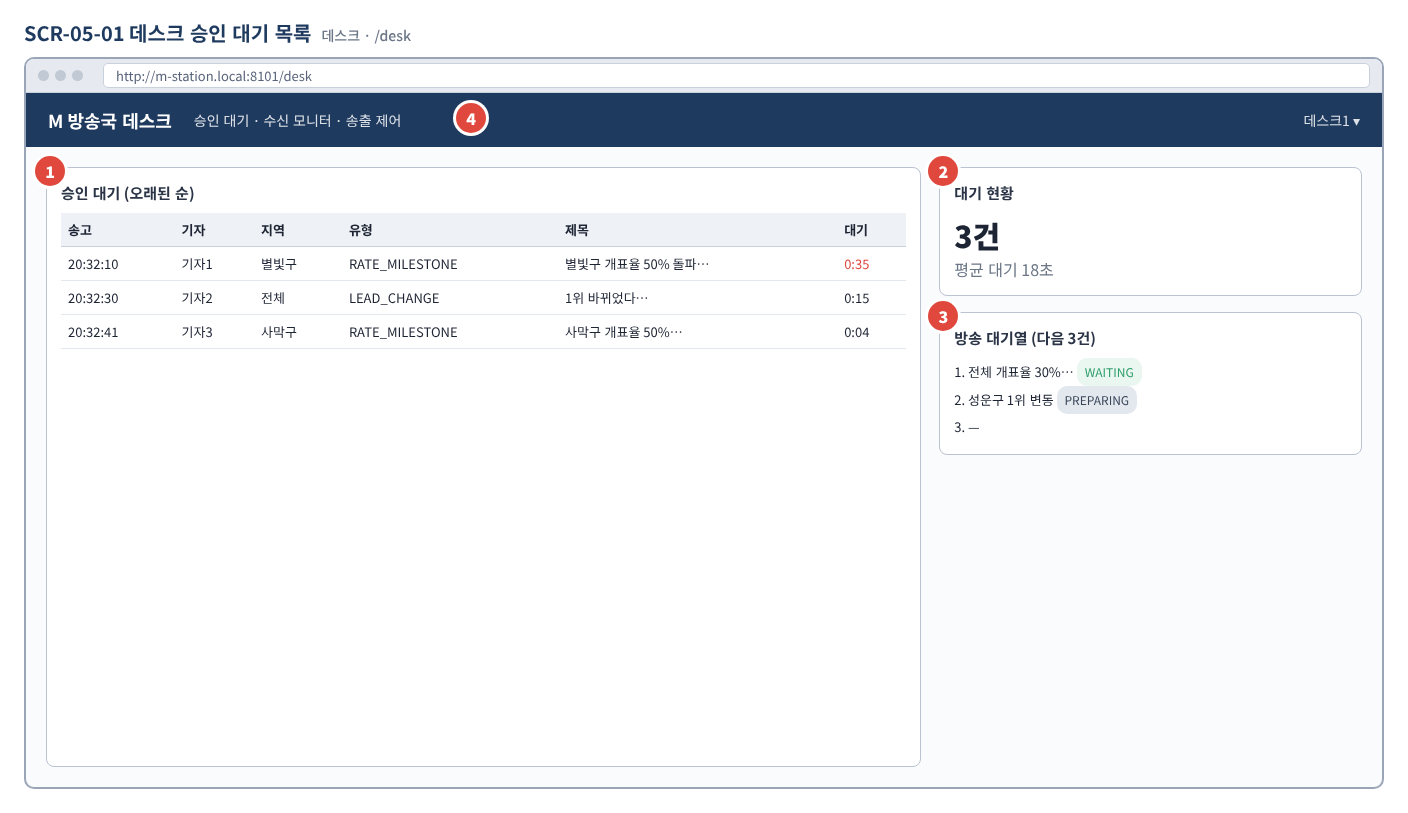 SCR-05-01 데스크 승인 대기 목록 데스크 · /desk
http://m-station.local:8101/desk
M 방송국 데스크 승인 대기 · 수신 모니터 · 송출 제어 4 데스크1 ▾
1
승인 대기 (오래된 순)
송고 기자 지역 유형 제목 대기
20:32:10 기자1 별빛구 RATE_MILESTONE 별빛구 개표율 50% 돌파… 0:35
20:32:30 기자2 전체 LEAD_CHANGE 1위 바뀌었다… 0:15
20:32:41 기자3 사막구 RATE_MILESTONE 사막구 개표율 50%… 0:04
2
대기 현황
3건
평균 대기 18초
3
방송 대기열 (다음 3건)
1. 전체 개표율 30%… WAITING
2. 성운구 1위 변동 PREPARING
3. —